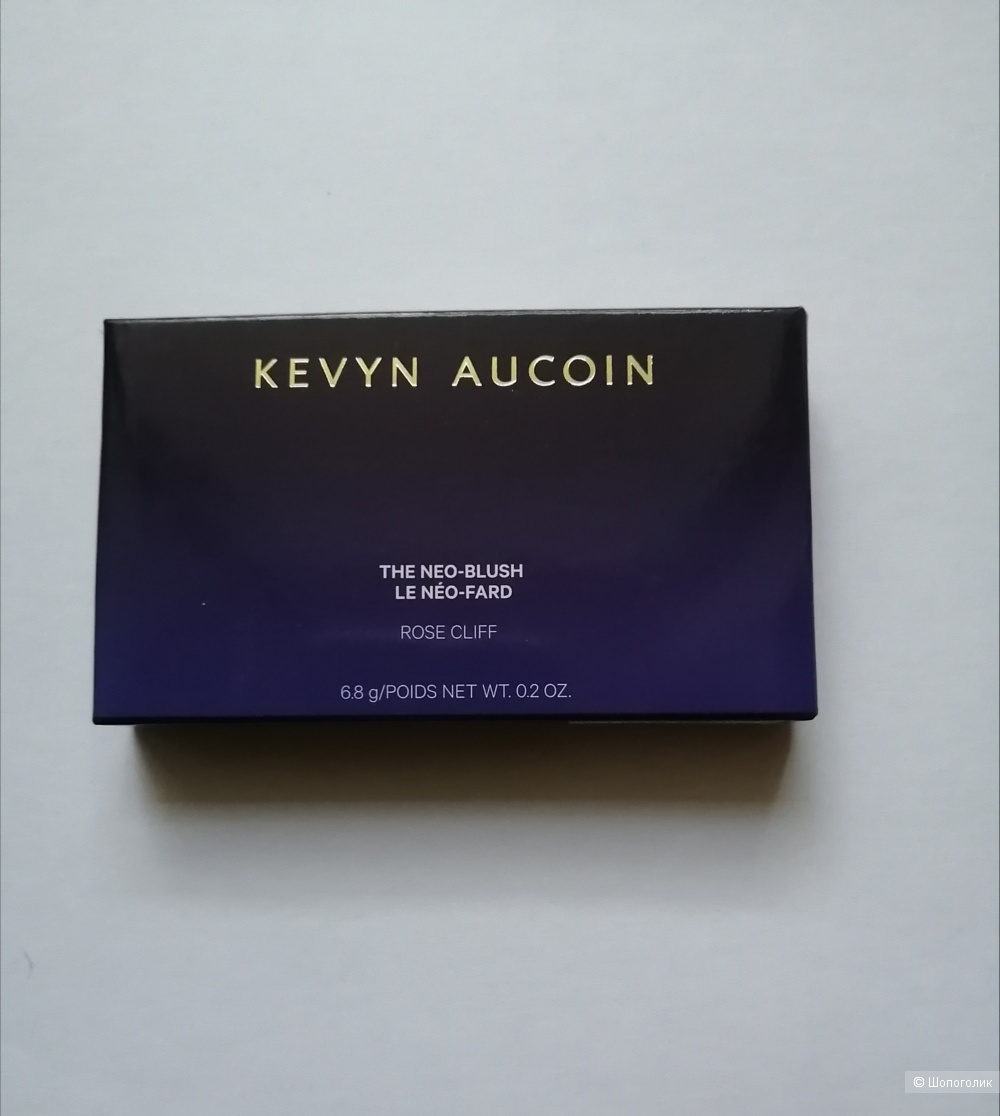 KEVYN AUCOIN
THE NEO-BLUSH
LE NÉO-FARD
ROSE CLIFF
6.8 g/POIDS NET WT. 0.2 OZ.
© Шопоголик